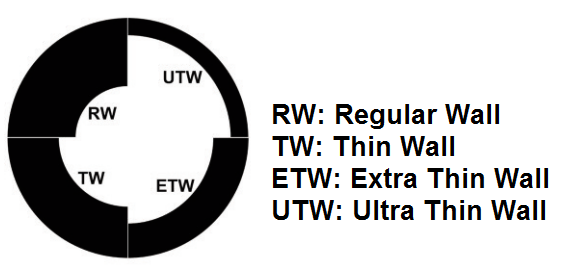 UTW
RW
TW
ETW
RW: Regular Wall
TW: Thin Wall
ETW: Extra Thin Wall
UTW: Ultra Thin Wall